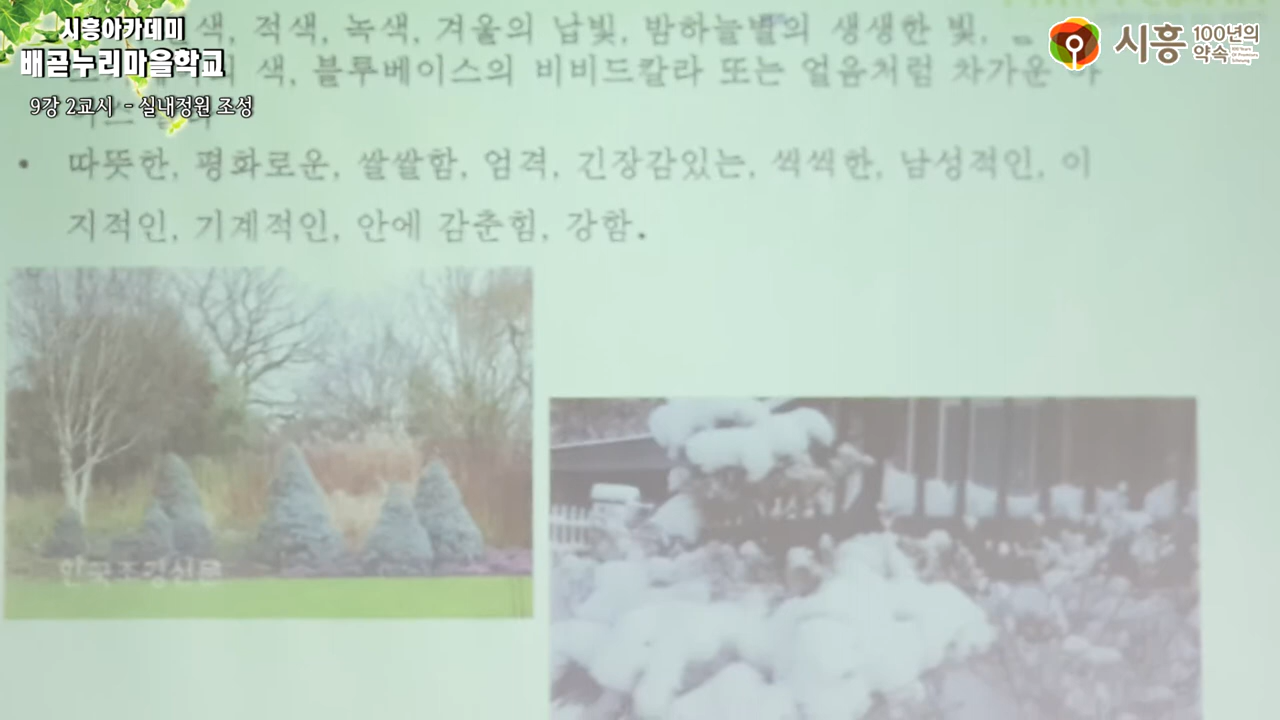 시흥아카데미
배곧누리마을학교
9강 2교시 - 실내정원 조성
시흥 100년의 약속
색, 적색, 녹색, 겨울의 납빛, 밤하늘별의 생생한 빛,
색, 블루베이스의 비비드칼라 또는 얼음처럼 차가운 아
• 따뜻한, 평화로운, 쌀쌀함, 엄격, 긴장감있는, 씩씩한, 남성적인, 이
지적인, 기계적인, 안에 감춘힘, 강함.
한국조경신문